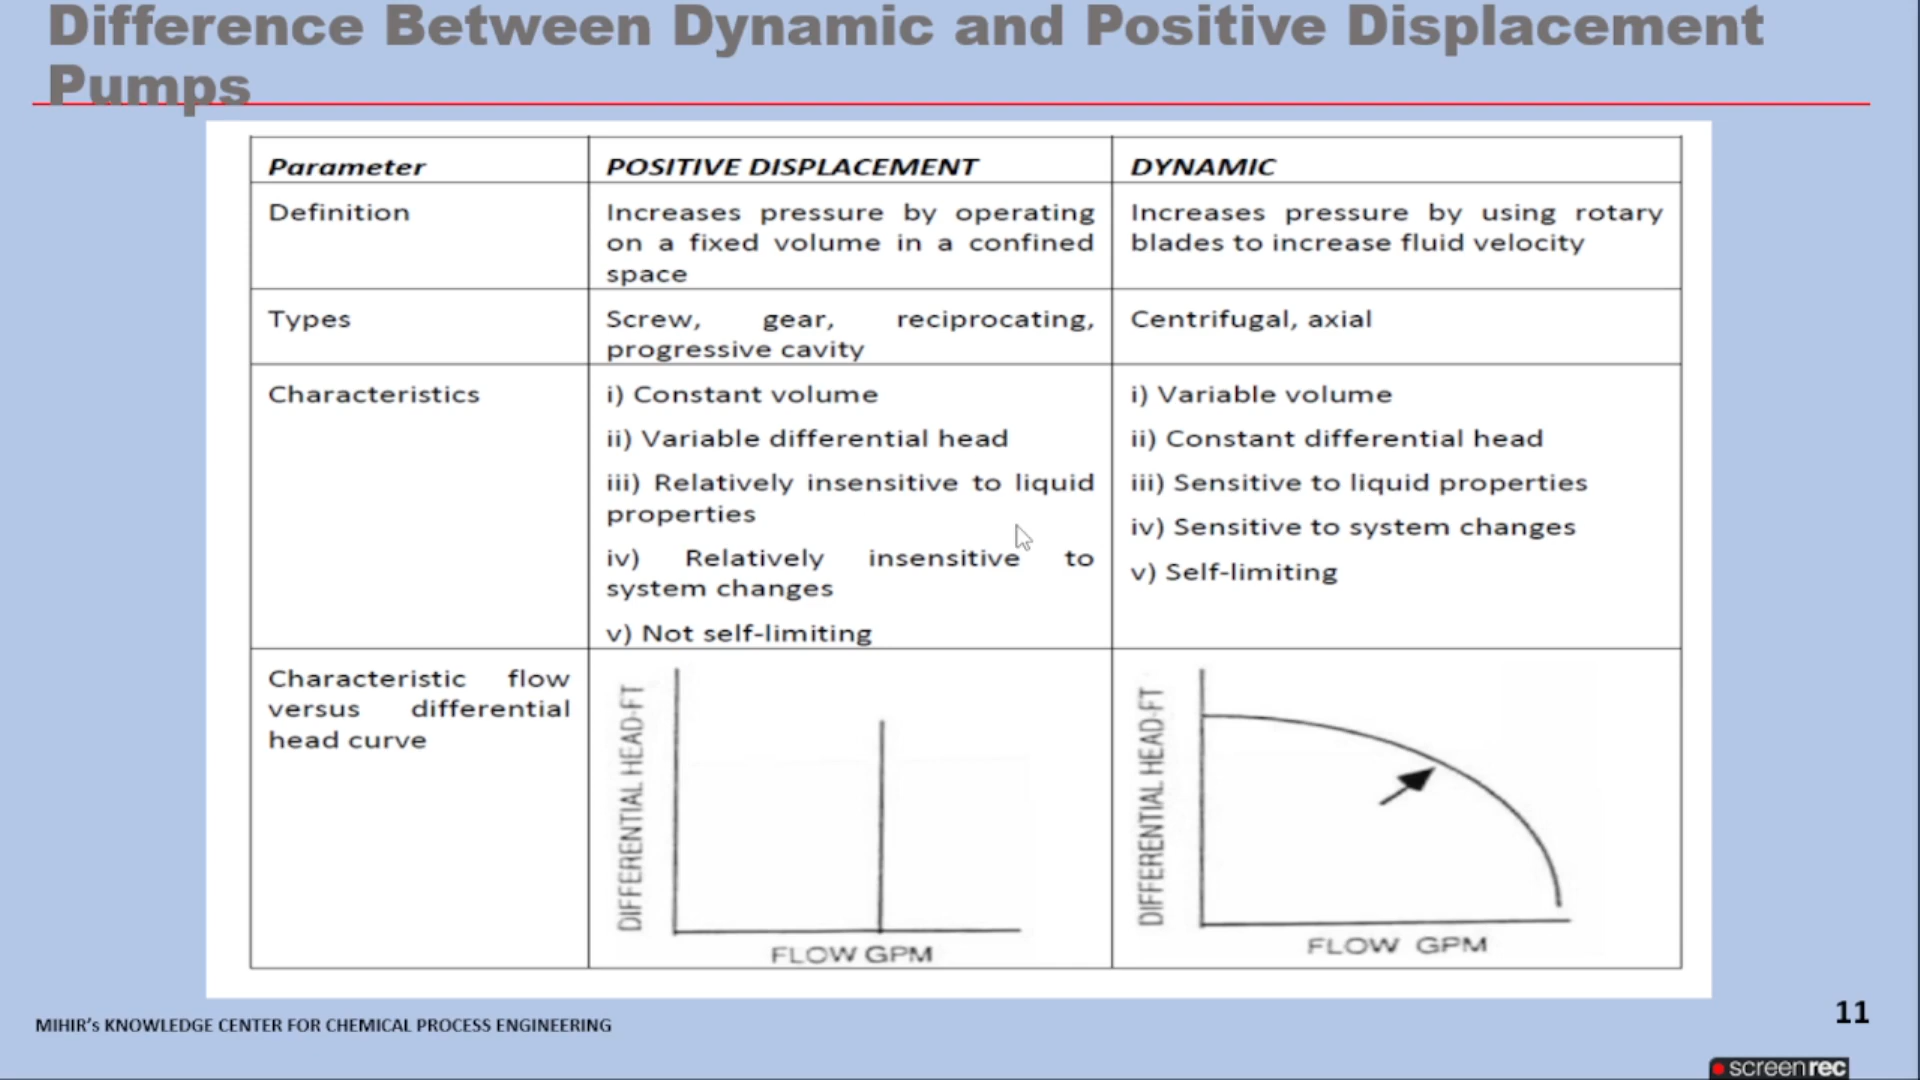 Difference Between Dynamic and Positive Displacement
Pumps
Parameter
POSITIVE DISPLACEMENT
DYNAMIC
Definition
Increases pressure by operating
on a fixed volume in a confined
space
Increases pressure by using rotary
blades to increase fluid velocity
Types
Screw, gear, reciprocating,
progressive cavity
Centrifugal, axial
Characteristics
i) Constant volume
ii) Variable differential head
iii) Relatively insensitive to liquid
properties
iv) Relatively insensitive to
system changes
v) Not self-limiting
i) Variable volume
ii) Constant differential head
iii) Sensitive to liquid properties
iv) Sensitive to system changes
v) Self-limiting
Characteristic flow
versus differential
head curve
DIFFERENTIAL HEAD-FT
FLOW GPM
DIFFERENTIAL HEAD-FT
FLOW GPM
MIHIR's KNOWLEDGE CENTER FOR CHEMICAL PROCESS ENGINEERING
11
screenrec